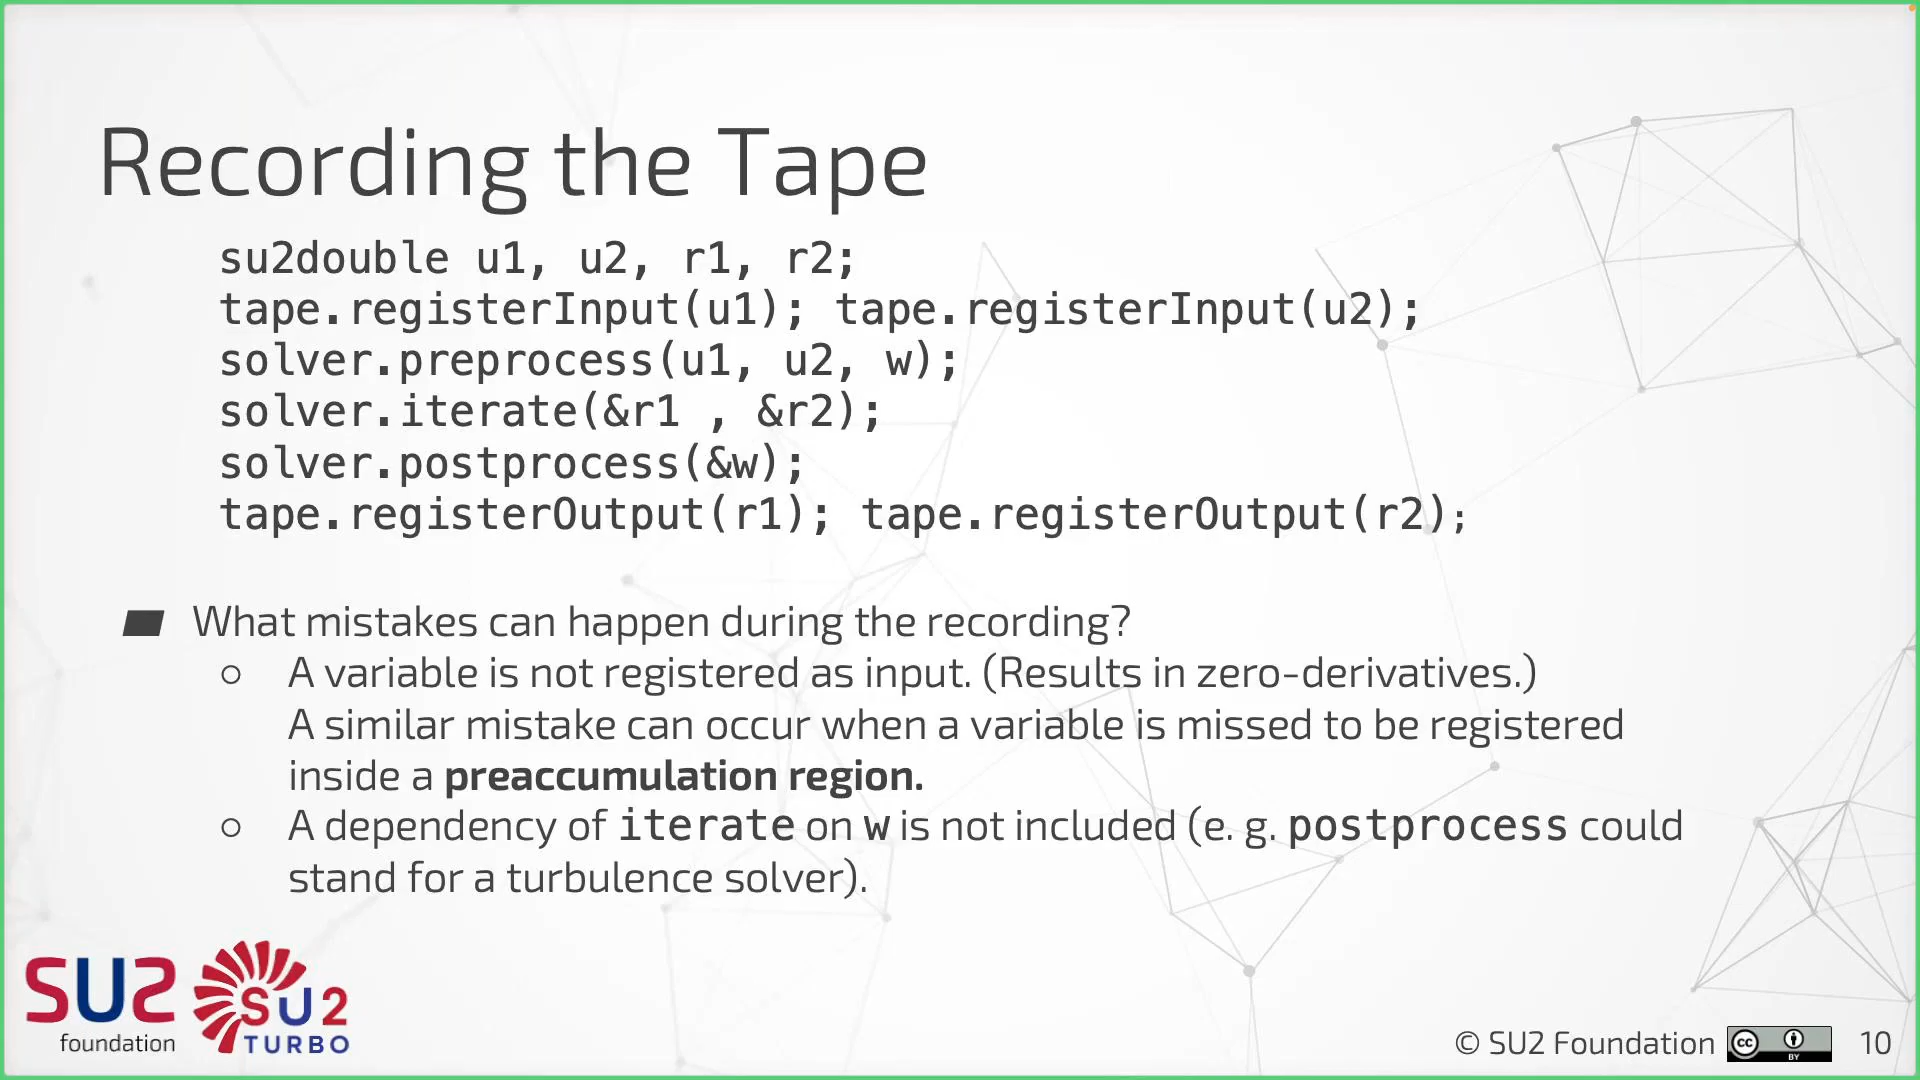 Recording the Tape
su2double u1, u2, r1, r2;
tape.registerInput(u1); tape.registerInput(u2);
solver.preprocess(u1, u2, w);
solver.iterate(&r1 , &r2);
solver.postprocess(&w);
tape.registerOutput(r1); tape.registerOutput(r2);
What mistakes can happen during the recording?
○ A variable is not registered as input. (Results in zero-derivatives.)
A similar mistake can occur when a variable is missed to be registered
inside a preaccumulation region.
○ A dependency of iterate on w is not included (e. g. postprocess could
stand for a turbulence solver).
SU2
foundation
SU2
TURBO
© SU2 Foundation
cc
BY
10